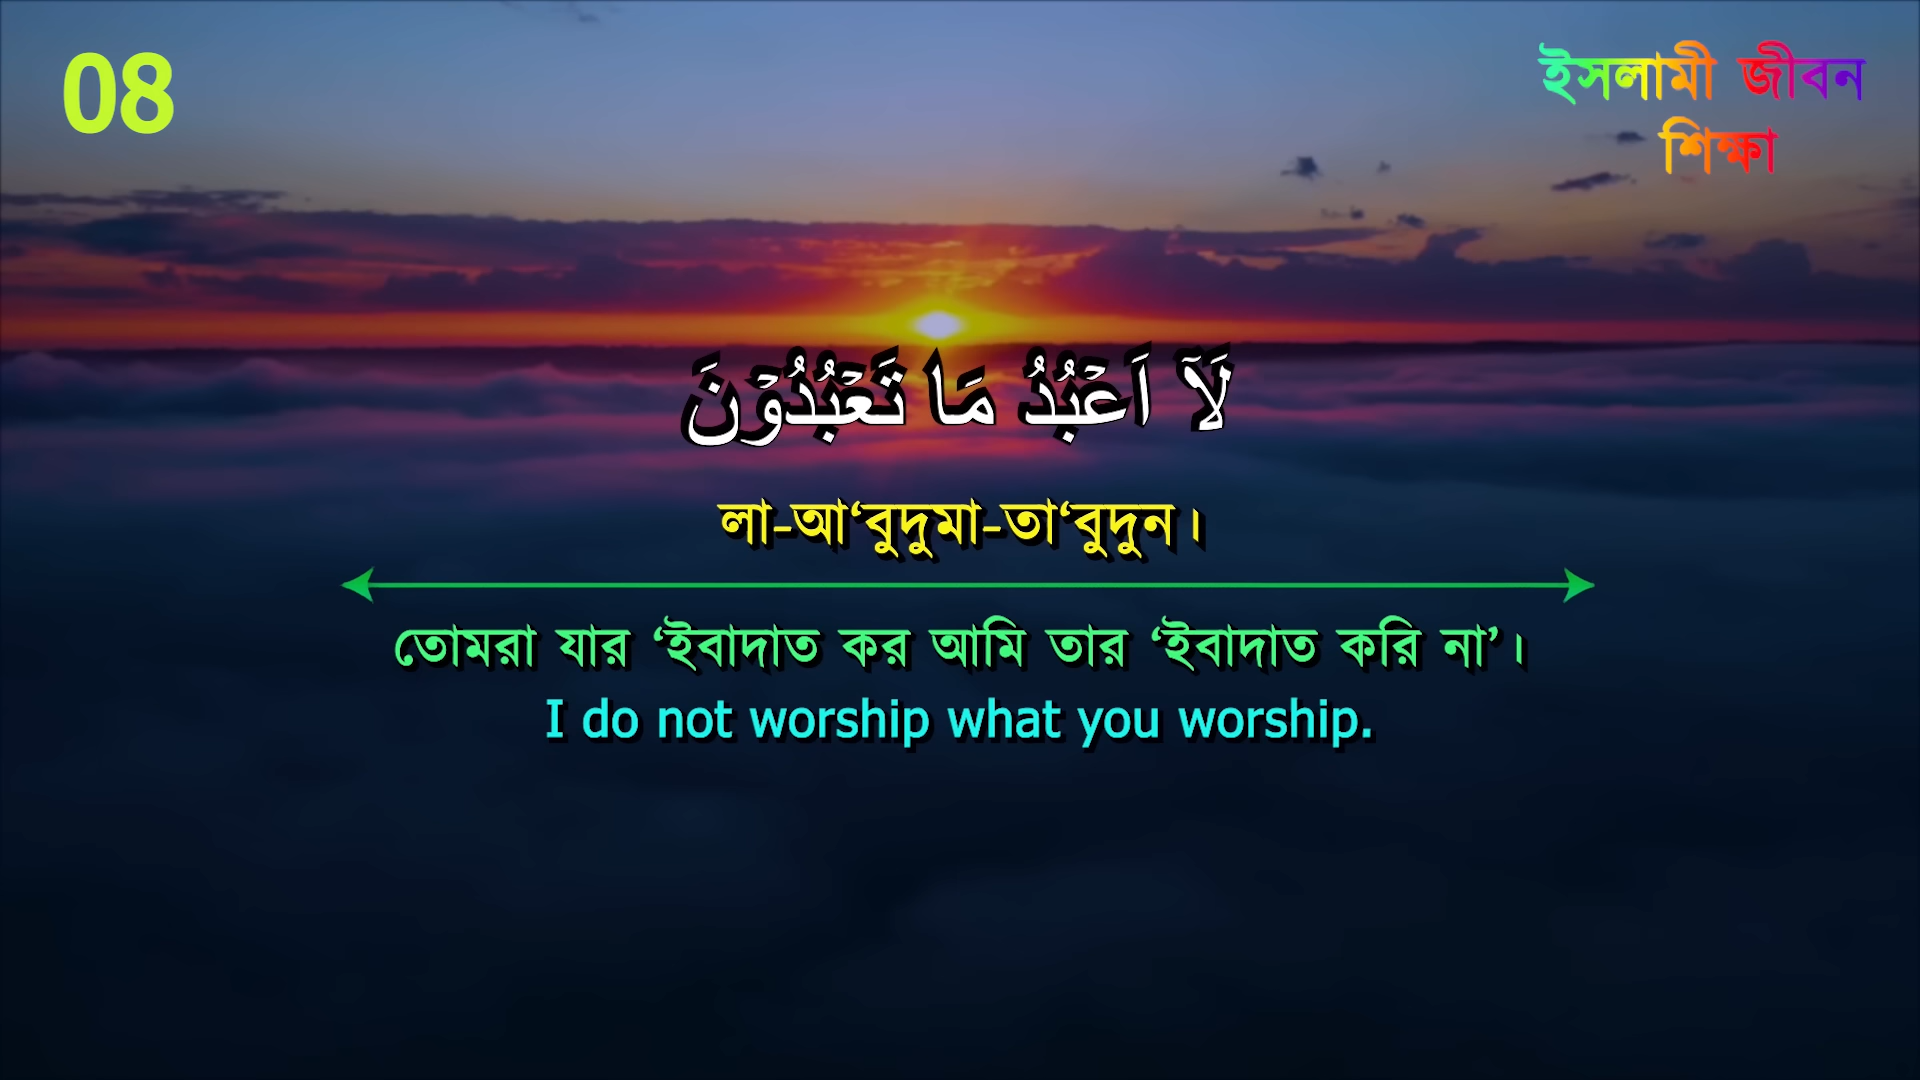 08
ইসলামী জীবন
শিক্ষা
لَآ اَعۡبُدُ مَا تَعۡبُدُوۡنَ
লা-আ‘বুদুমা-তা‘বুদুন।
তোমরা যার ‘ইবাদাত কর আমি তার ‘ইবাদাত করি না’।
I do not worship what you worship.